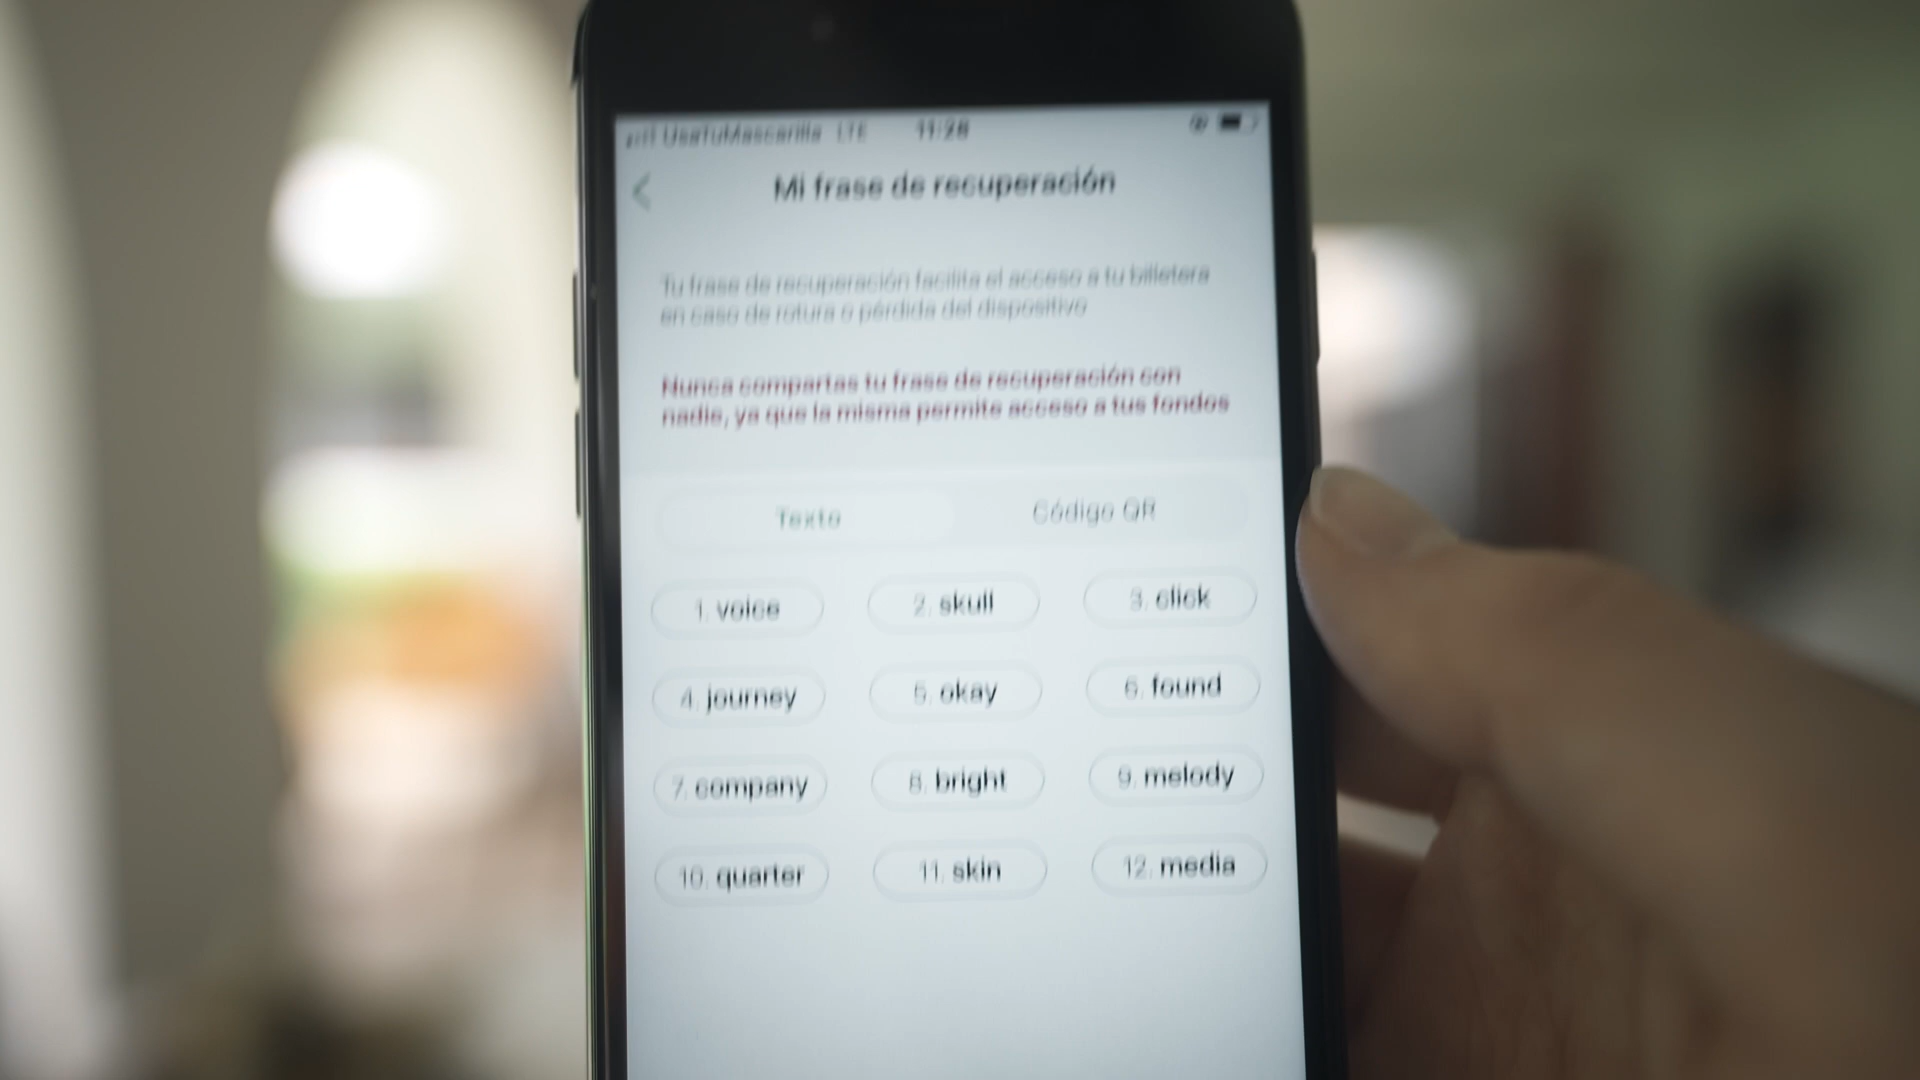 UsaTuMascarilla LTE 11:28
Mi frase de recuperación
Tu frase de recuperación facilita el acceso a tu billetera
en caso de rotura o pérdida del dispositivo
Nunca compartas tu frase de recuperación con
nadie, ya que la misma permite acceso a tus fondos
Texto Código QR
1. voice 2. skull 3. click
4. journey 5. okay 6. found
7. company 8. bright 9. melody
10. quarter 11. skin 12. media